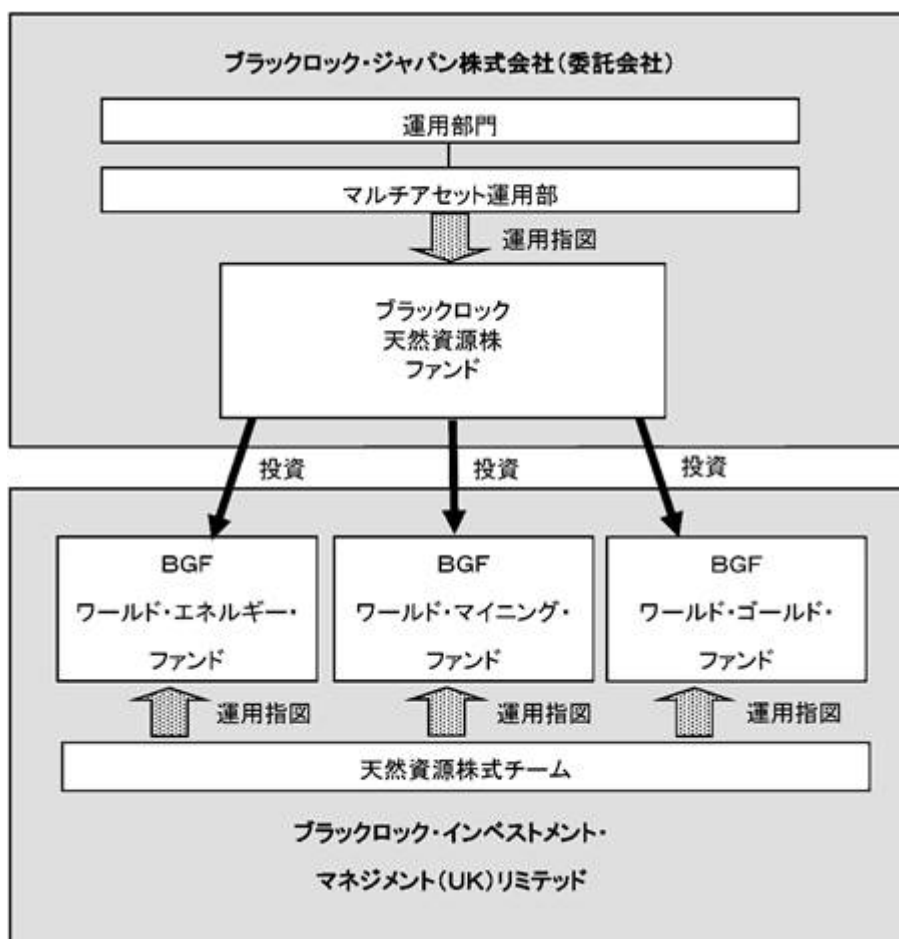 ブラックロック・ジャパン株式会社(委託会社)
運用部門
マルチアセット運用部
運用指図
ブラックロック
天然資源株
ファンド
投資
投資
投資
BGF
ワールド・エネルギー・
ファンド
BGF
ワールド・マイニング・
ファンド
BGF
ワールド・ゴールド・
ファンド
運用指図
運用指図
運用指図
天然資源株式チーム
ブラックロック・インベストメント・
マネジメント(UK)リミテッド